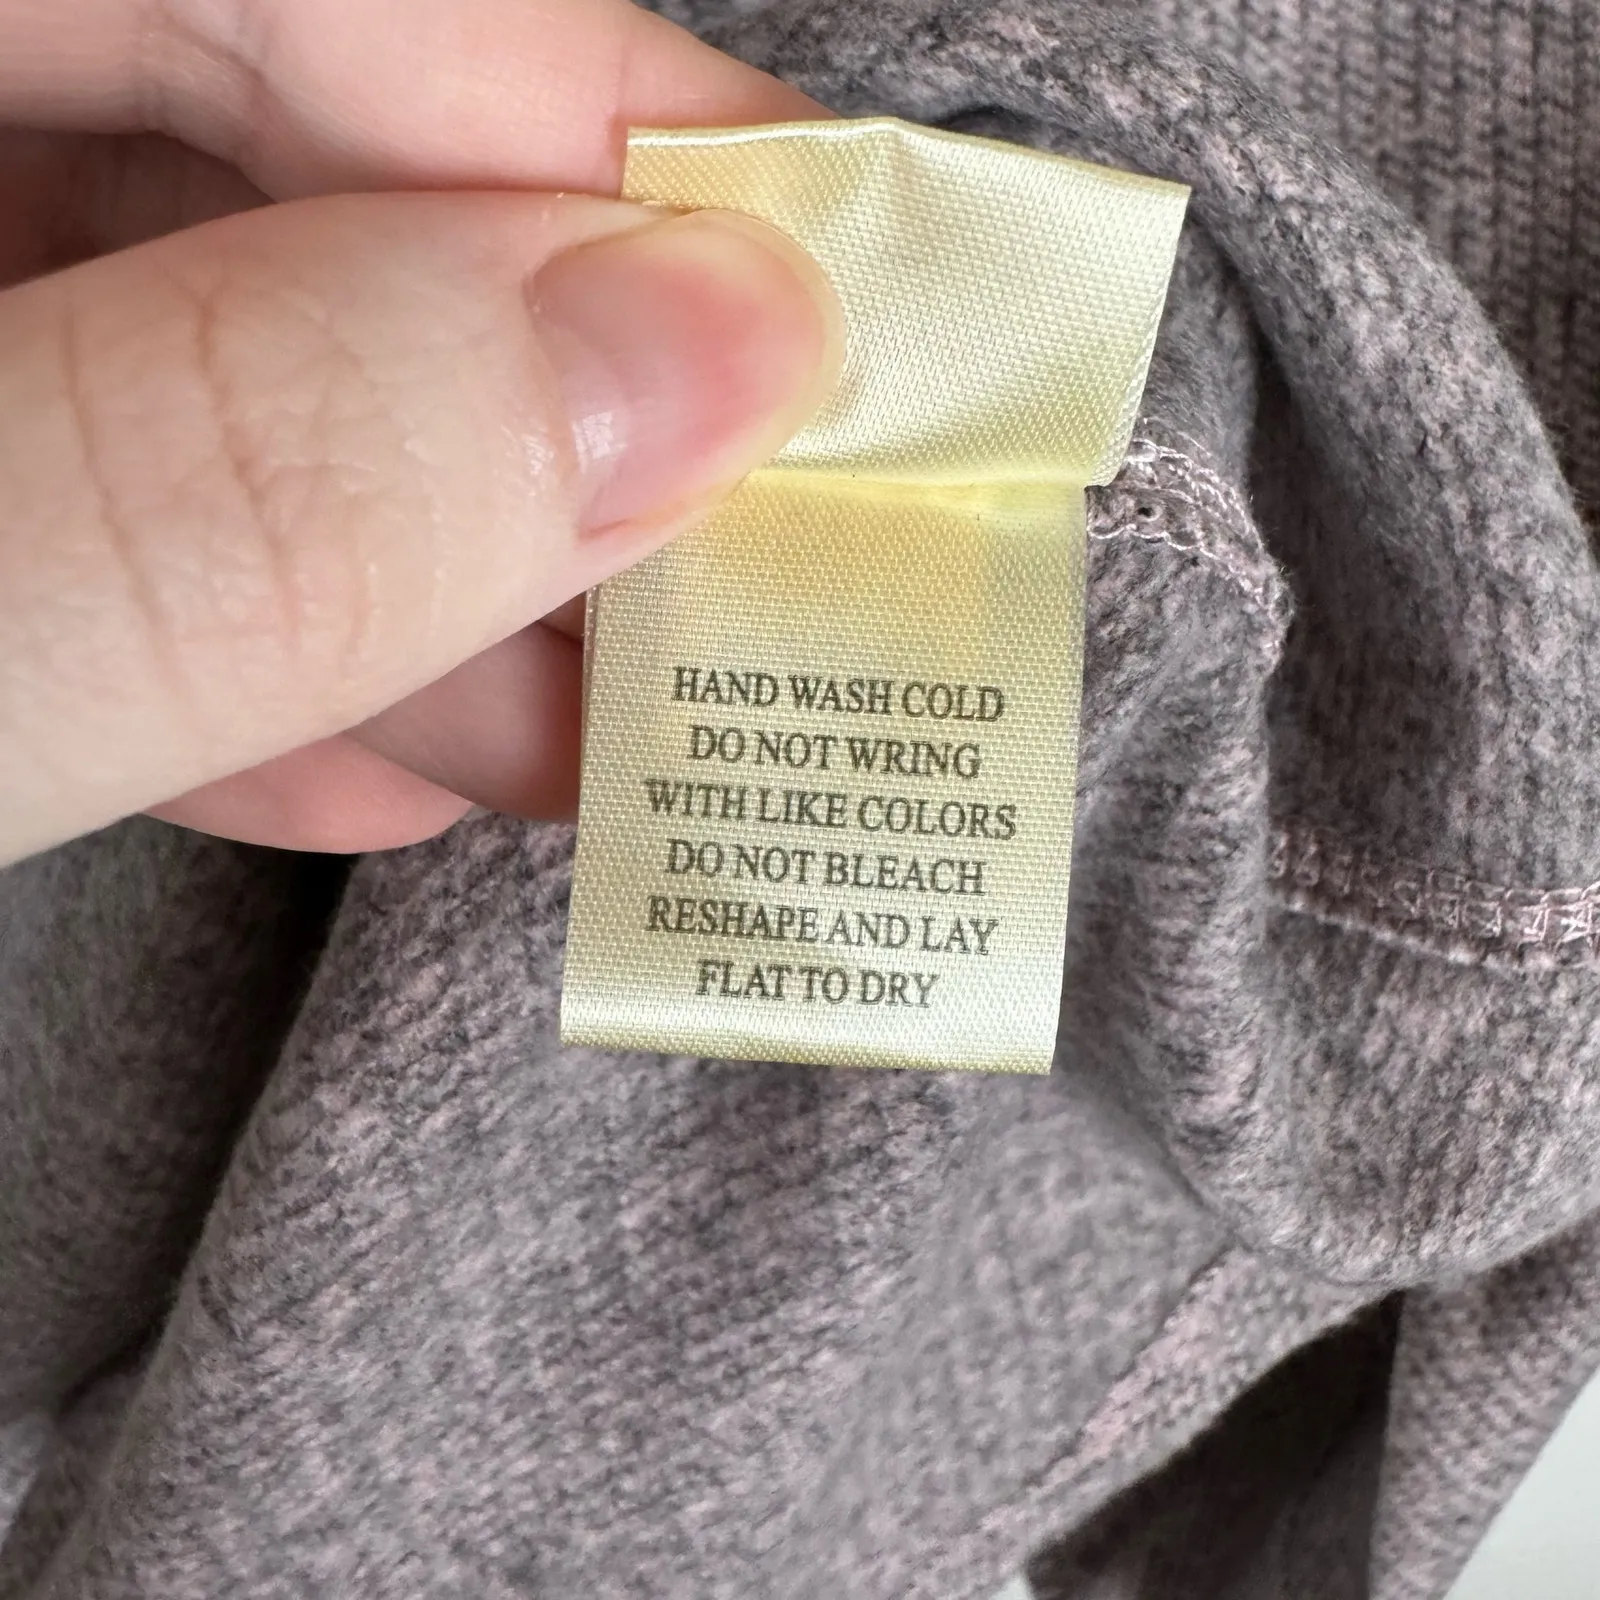 HAND WASH COLD
DO NOT WRING
WITH LIKE COLORS
DO NOT BLEACH
RESHAPE AND LAY
FLAT TO DRY